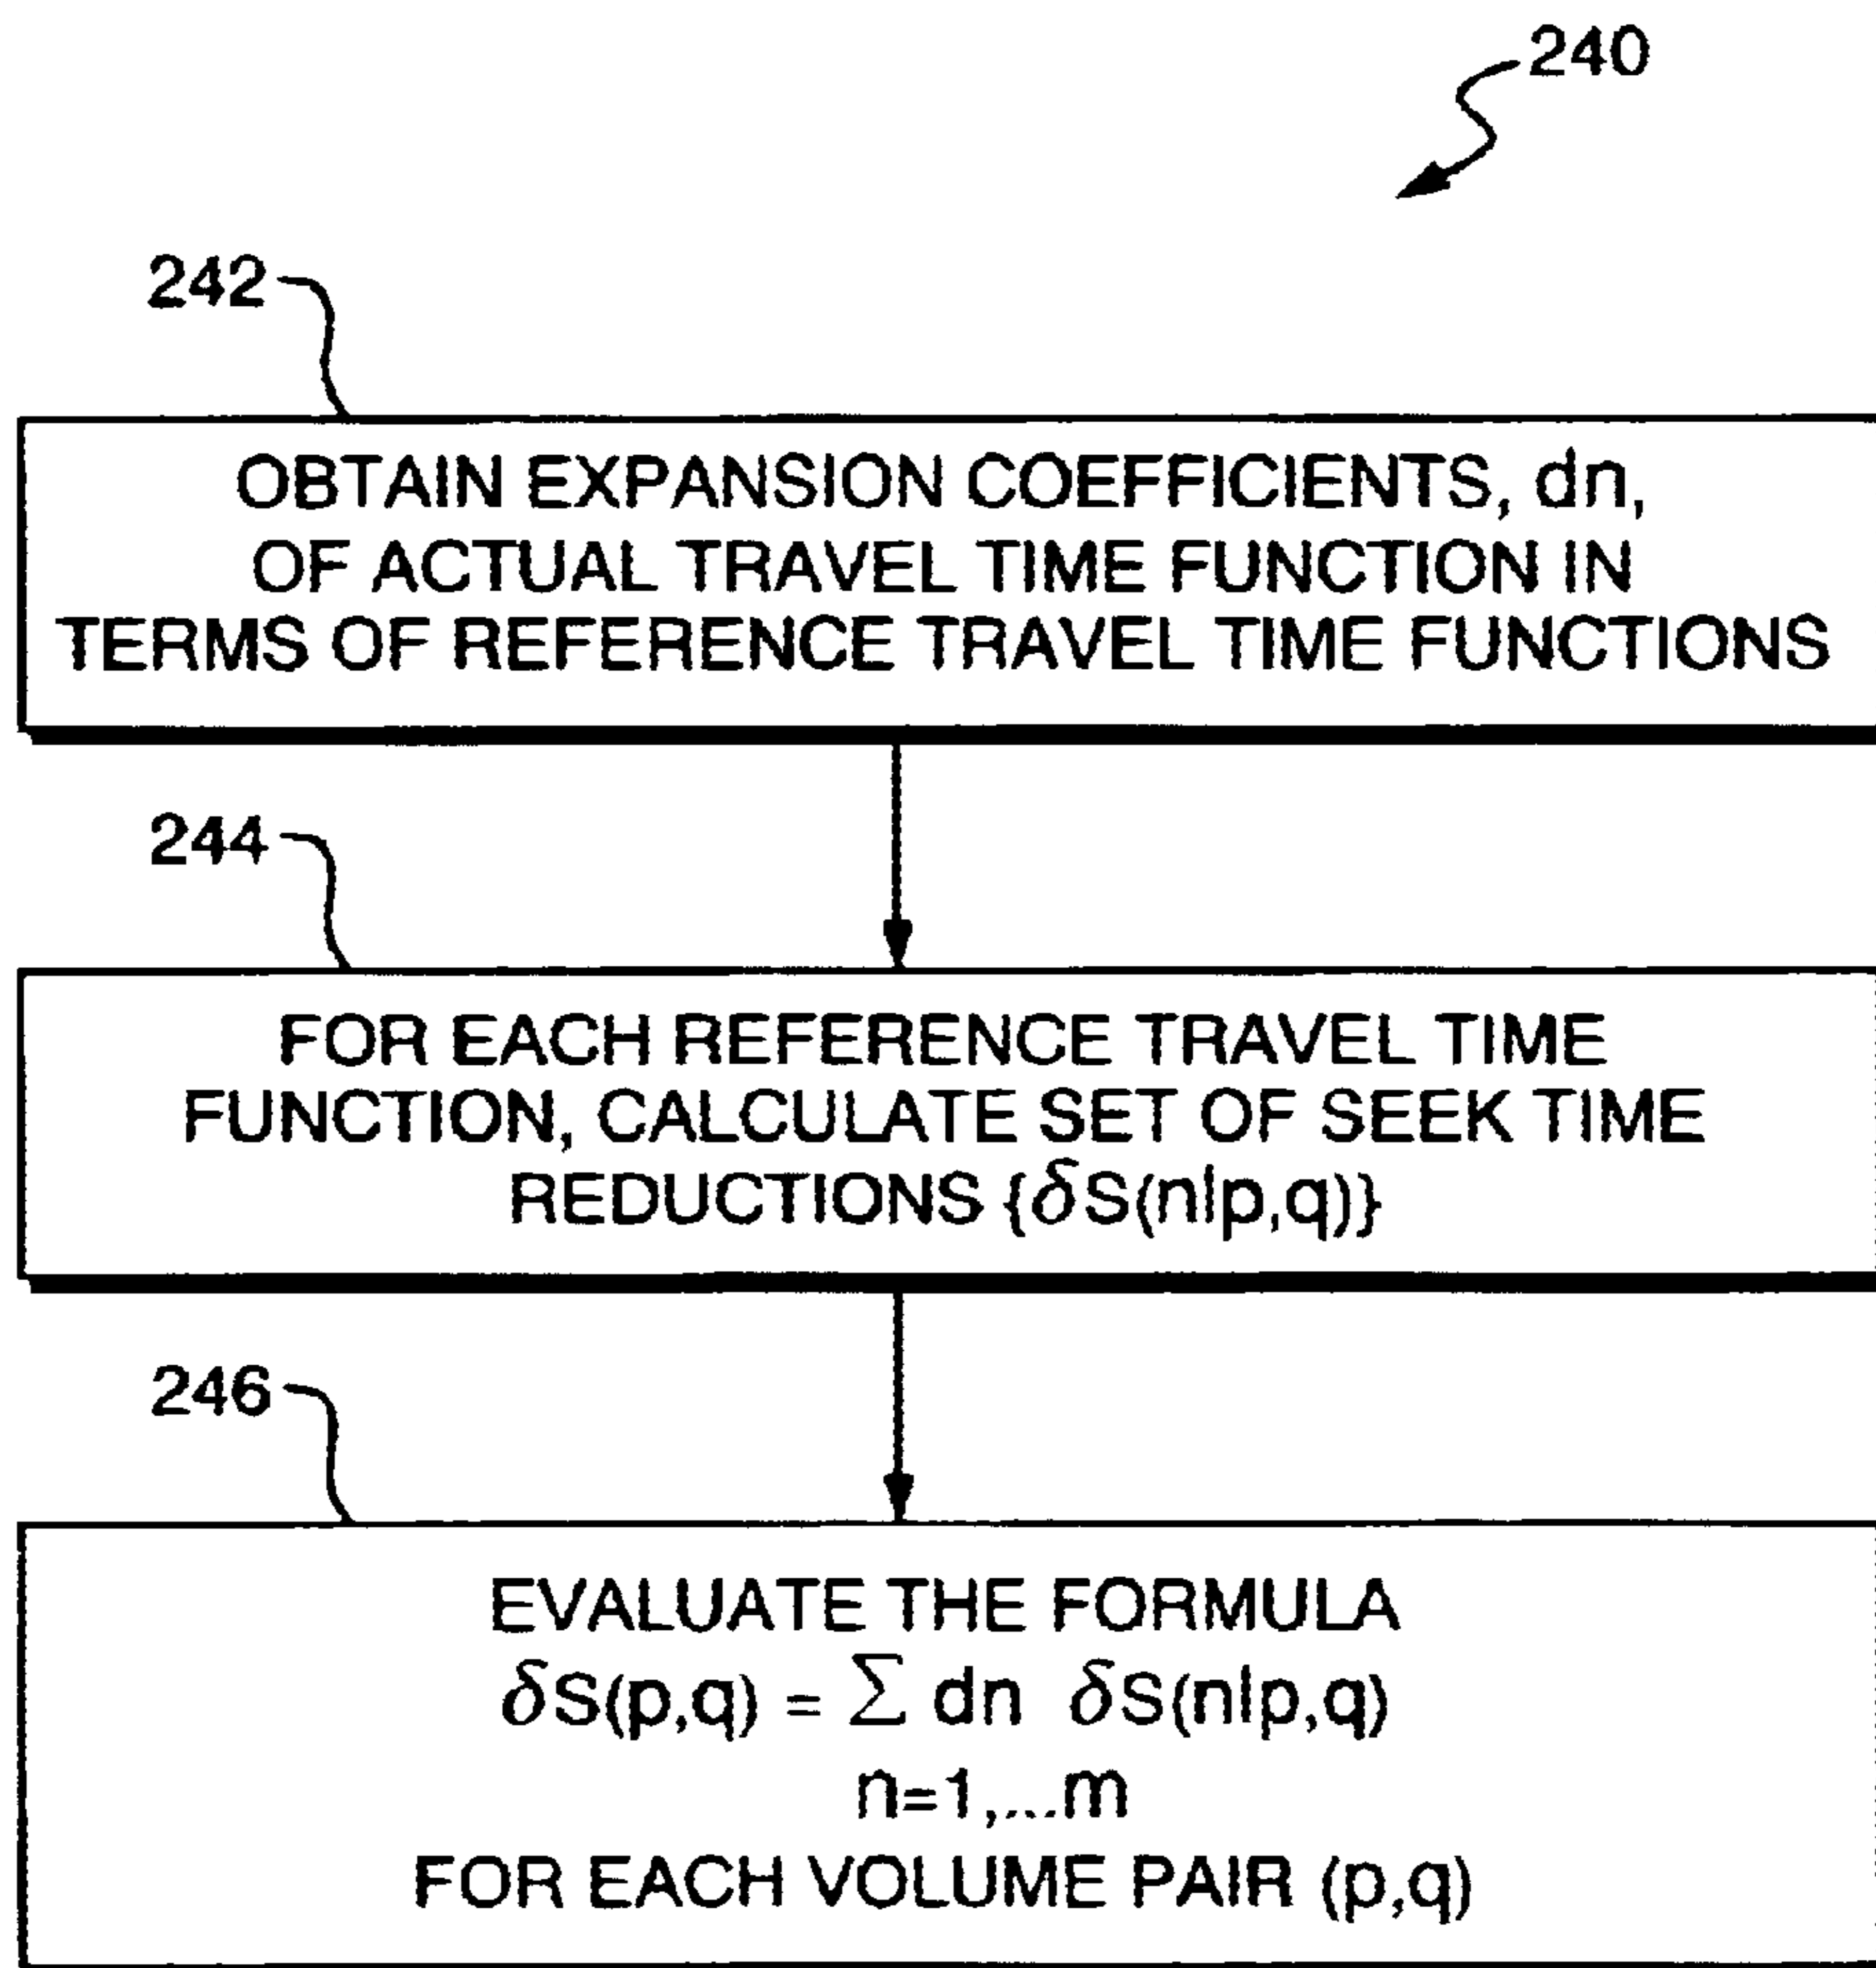 240
242
OBTAIN EXPANSION COEFFICIENTS, dn,
OF ACTUAL TRAVEL TIME FUNCTION IN
TERMS OF REFERENCE TRAVEL TIME FUNCTIONS
244
FOR EACH REFERENCE TRAVEL TIME
FUNCTION, CALCULATE SET OF SEEK TIME
REDUCTIONS {δS(n|p,q)}
246
EVALUATE THE FORMULA
δS(p,q) = Σ dn δS(n|p,q)
n=1,...m
FOR EACH VOLUME PAIR (p,q)